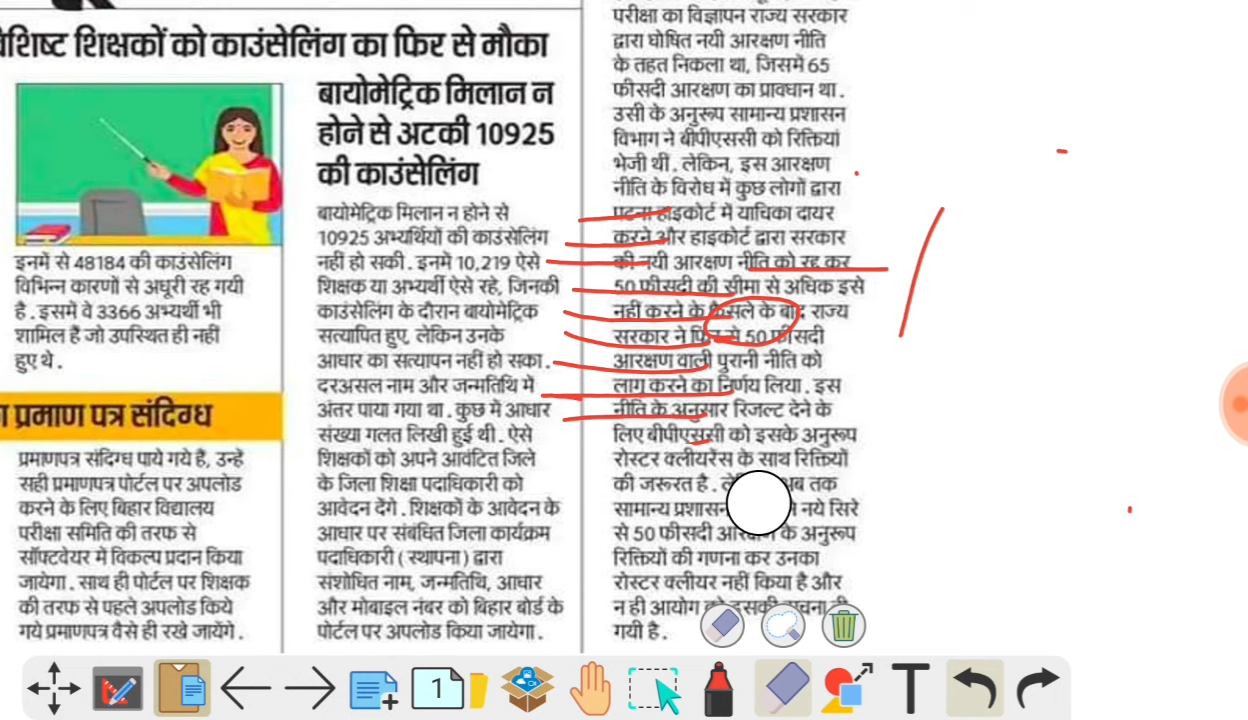 शिष्ट शिक्षकों को काउंसेलिंग का फिर से मौका
इनमें से 48184 की काउंसेलिंग
विभिन्न कारणों से अधूरी रह गयी
है. इसमें वे 3366 अभ्यर्थी भी
शामिल हैं जो उपस्थित ही नहीं
हुए थे.
प्रमाण पत्र संदिग्ध
प्रमाणपत्र संदिग्ध पाये गये हैं, उन्हें
सही प्रमाणपत्र पोर्टल पर अपलोड
करने के लिए बिहार विद्यालय
परीक्षा समिति की तरफ से
सॉफ्टवेयर में विकल्प प्रदान किया
जायेगा. साथ ही पोर्टल पर शिक्षक
की तरफ से पहले अपलोड किये
गये प्रमाणपत्र वैसे ही रखे जायेंगे.
बायोमेट्रिक मिलान न
होने से अटकी 10925
की काउंसेलिंग
बायोमेट्रिक मिलान न होने से
10925 अभ्यर्थियों की काउंसेलिंग
नहीं हो सकी. इनमें 10,219 ऐसे
शिक्षक या अभ्यर्थी ऐसे रहे, जिनकी
काउंसेलिंग के दौरान बायोमेट्रिक
सत्यापित हुए, लेकिन उनके
आधार का सत्यापन नहीं हो सका.
दरअसल नाम और जन्मतिथि में
अंतर पाया गया था. कुछ में आधार
संख्या गलत लिखी हुई थी. ऐसे
शिक्षकों को अपने आवंटित जिले
के जिला शिक्षा पदाधिकारी को
आवेदन देंगे. शिक्षकों के आवेदन के
आधार पर संबंधित जिला कार्यक्रम
पदाधिकारी (स्थापना) द्वारा
संशोधित नाम, जन्मतिथि, आधार
और मोबाइल नंबर को बिहार बोर्ड के
पोर्टल पर अपलोड किया जायेगा.
परीक्षा का विज्ञापन राज्य सरकार
द्वारा घोषित नयी आरक्षण नीति
के तहत निकला था, जिसमें 65
फीसदी आरक्षण का प्रावधान था.
उसी के अनुरूप सामान्य प्रशासन
विभाग ने बीपीएससी को रिक्तियां
भेजी थीं. लेकिन, इस आरक्षण
नीति के विरोध में कुछ लोगों द्वारा
पटना हाइकोर्ट में याचिका दायर
करने और हाइकोर्ट द्वारा सरकार
की नयी आरक्षण नीति को रद्द कर
50 फीसदी की सीमा से अधिक इसे
नहीं करने के फैसले के बाद राज्य
सरकार ने फिर से 50 फीसदी
आरक्षण वाली पुरानी नीति को
लागू करने का निर्णय लिया. इस
नीति के अनुसार रिजल्ट देने के
लिए बीपीएससी को इसके अनुरूप
रोस्टर क्लीयरेंस के साथ रिक्तियों
की जरूरत है. अब तक
सामान्य प्रशासन नये सिरे
से 50 फीसदी के अनुरूप
रिक्तियों की गणना कर उनका
रोस्टर क्लीयर नहीं किया है और
न ही आयोग
गयी है.
1
T